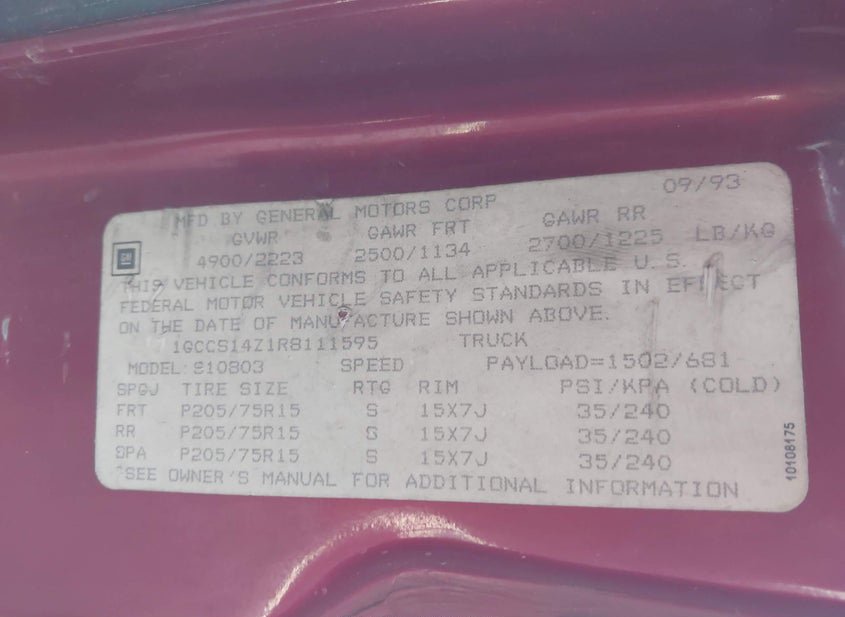 09/93
MFD BY GENERAL MOTORS CORP
GVWR GAWR FRT GAWR RR
4900/2223 2500/1134 2700/1225 LB/KG
GM
THIS VEHICLE CONFORMS TO ALL APPLICABLE U.S.
FEDERAL MOTOR VEHICLE SAFETY STANDARDS IN EFFECT
ON THE DATE OF MANUFACTURE SHOWN ABOVE.
1GCCS14Z1R8111595 TRUCK
MODEL: S10803 SPEED PAYLOAD=1502/681
SPGJ TIRE SIZE RTG RIM PSI/KPA (COLD)
FRT P205/75R15 S 15X7J 35/240
RR P205/75R15 S 15X7J 35/240
SPA P205/75R15 S 15X7J 35/240
*SEE OWNER'S MANUAL FOR ADDITIONAL INFORMATION
10108175